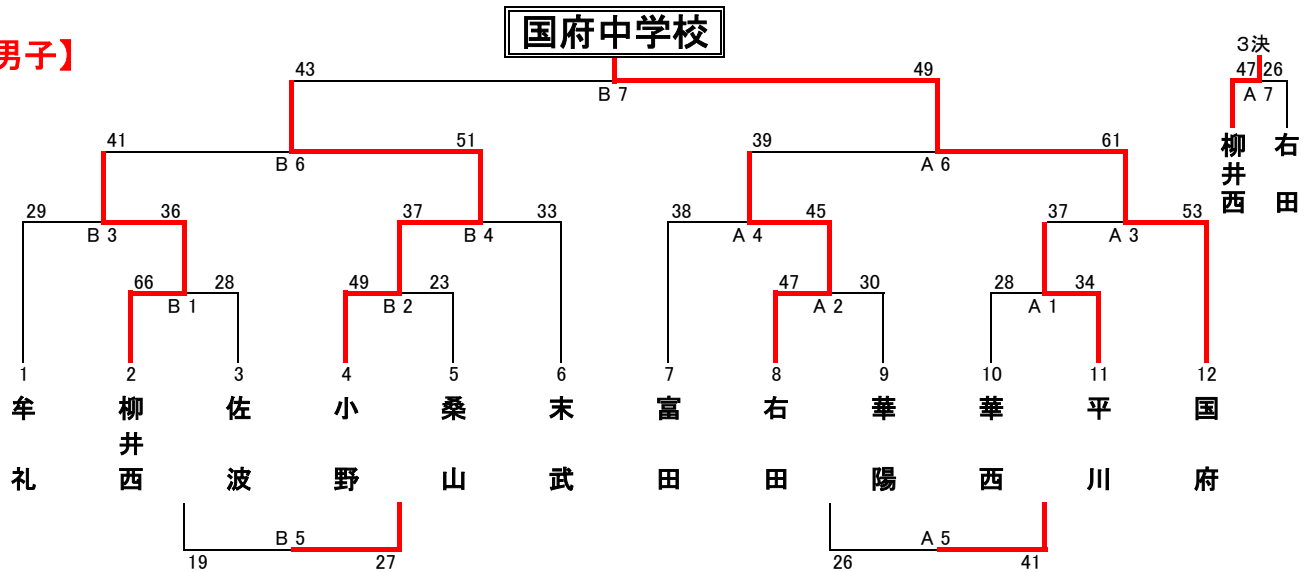 国府中学校
男子】
3決
43
49
47 26
B 7
A 7
柳井西
右田
41
51
39
61
B 6
A 6
29
36
37
33
38
45
37
53
B 3
B 4
A 4
A 3
66
28
49
23
47
30
28
34
B 1
B 2
A 2
A 1
1
2
3
4
5
6
7
8
9
10
11
12
牟礼
柳井西
佐波
小野
桑山
末武
富田
右田
華陽
華西
平川
国府
B 5
A 5
19
27
26
41